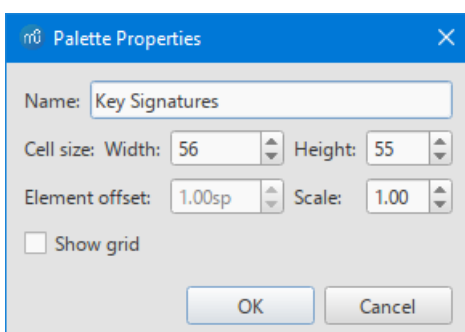 Palette Properties
Name: Key Signatures
Cell size: Width: 56 Height: 55
Element offset: 1.00sp Scale: 1.00
Show grid
OK Cancel